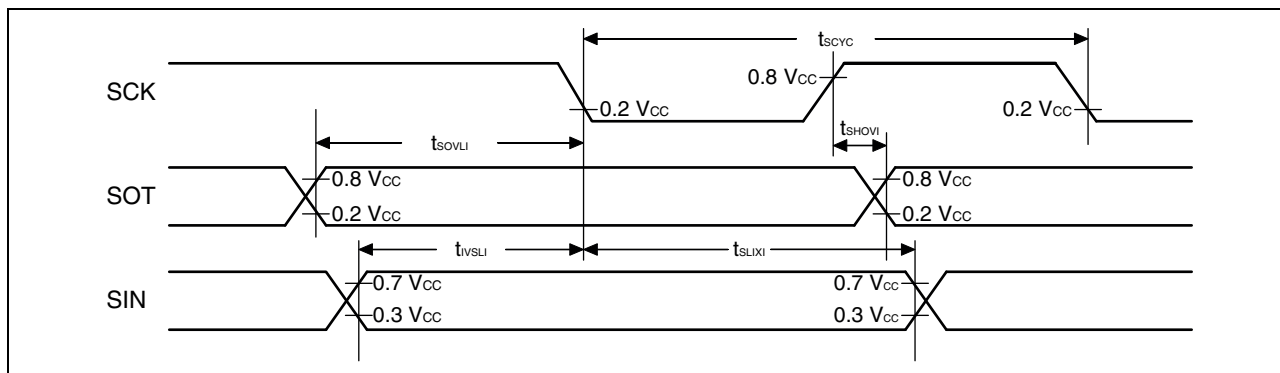 tSCYC
SCK
0.8 VCC
0.2 VCC
0.2 VCC
tSOVLI
tSHOVI
SOT
0.8 VCC
0.2 VCC
0.8 VCC
0.2 VCC
tIVSLI
tSLIXI
SIN
0.7 VCC
0.3 VCC
0.7 VCC
0.3 VCC